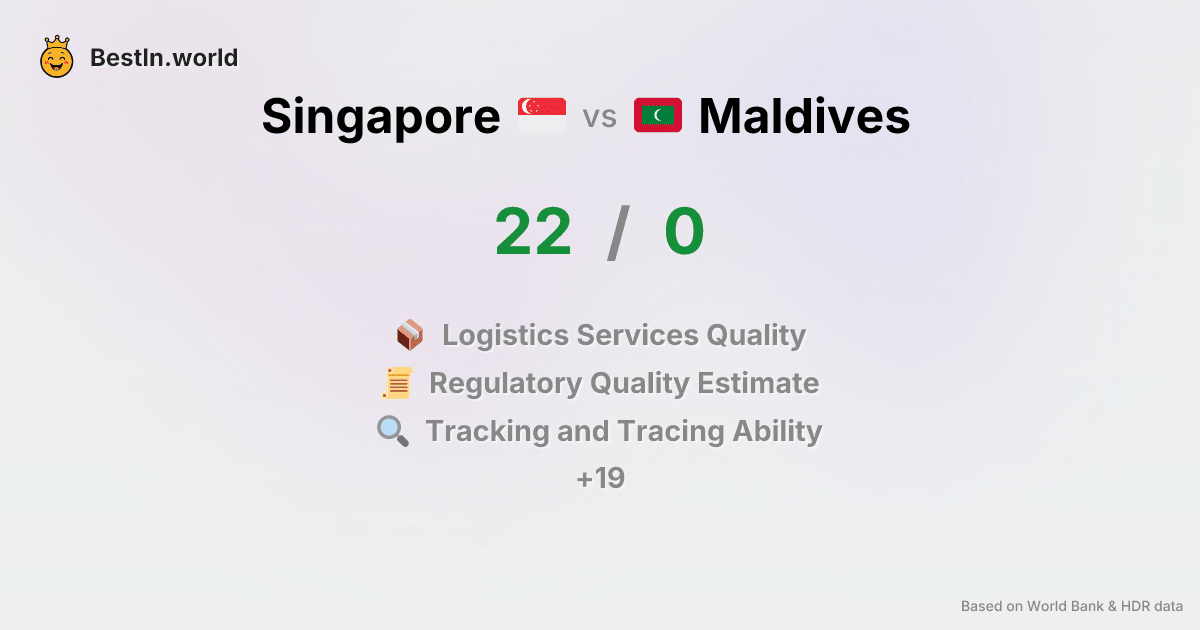 BestIn.world
Singapore vs Maldives
22 / 0
Logistics Services Quality
Regulatory Quality Estimate
Tracking and Tracing Ability
+19
Based on World Bank & HDR data